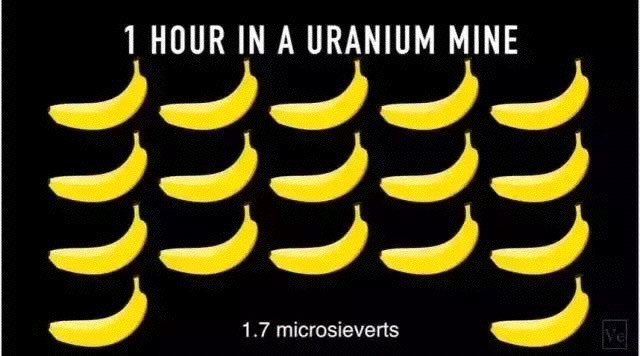 1 HOUR IN A URANIUM MINE
1.7 microsieverts
Ve